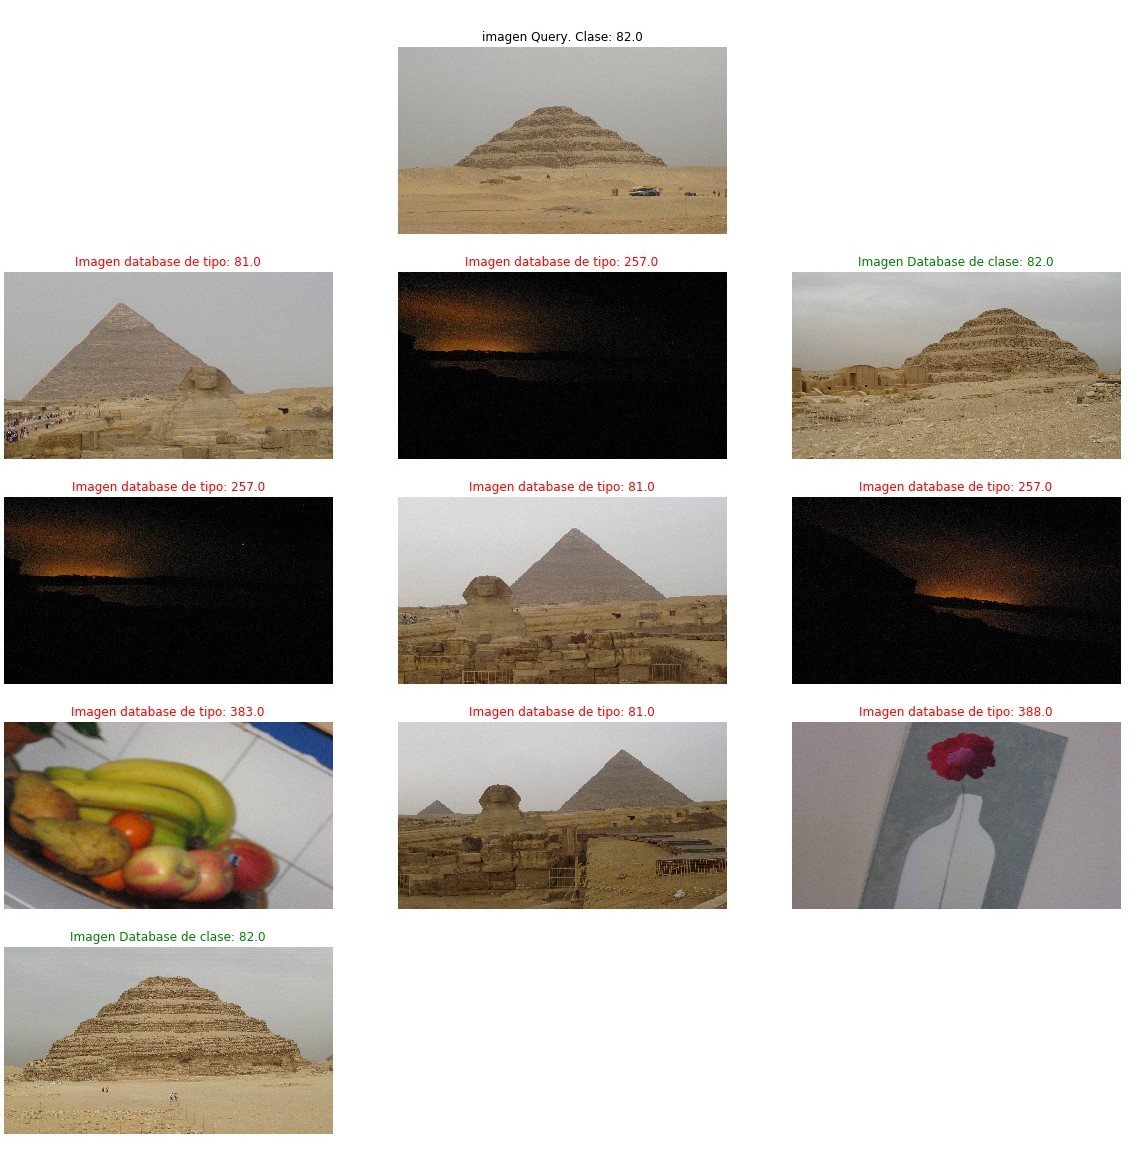 imagen Query. Clase: 82.0
Imagen database de tipo: 81.0
Imagen database de tipo: 257.0
Imagen Database de clase: 82.0
Imagen database de tipo: 257.0
Imagen database de tipo: 81.0
Imagen database de tipo: 257.0
Imagen database de tipo: 383.0
Imagen database de tipo: 81.0
Imagen database de tipo: 388.0
Imagen Database de clase: 82.0